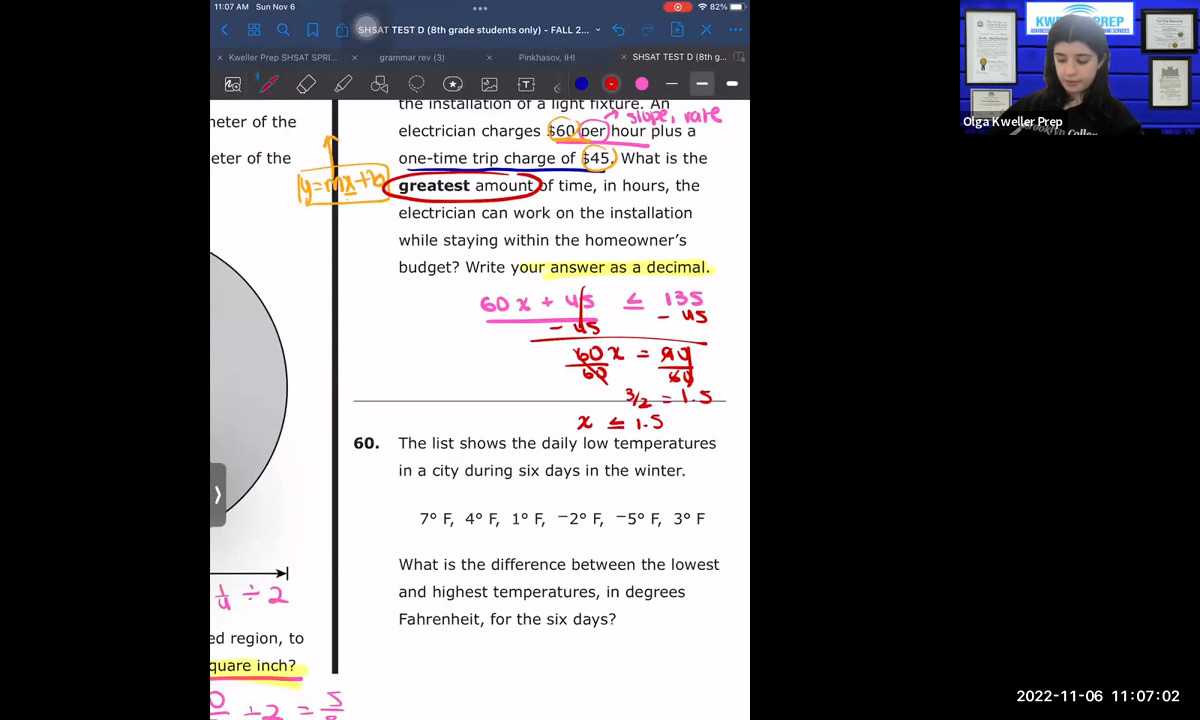 11:07 AM Sun Nov 6
82%
SHSAT TEST D (8th grade students only) - FALL 2...
Kweller Prep SHSAT SPRI...
grammar rev (3)
Pinkhasov, IHI
SHSAT TEST D (8th g...
the installation of a light fixture. An
slope, rate
electrician charges $60 per hour plus a
one-time trip charge of $45. What is the
y=mx+b
greatest amount of time, in hours, the
electrician can work on the installation
while staying within the homeowner's
budget? Write your answer as a decimal.
60x + 45 ≤ 135
- 45 - 45
60x = 90
60 60
3/2 = 1.5
x ≤ 1.5
60. The list shows the daily low temperatures
in a city during six days in the winter.
7° F, 4° F, 1° F, −2° F, −5° F, 3° F
What is the difference between the lowest
and highest temperatures, in degrees
Fahrenheit, for the six days?
meter of the
eter of the
1/4 ÷ 2
ed region, to
quare inch?
÷ 2 = 5
KWELLER PREP
Olga Kweller Prep
2022-11-06 11:07:02